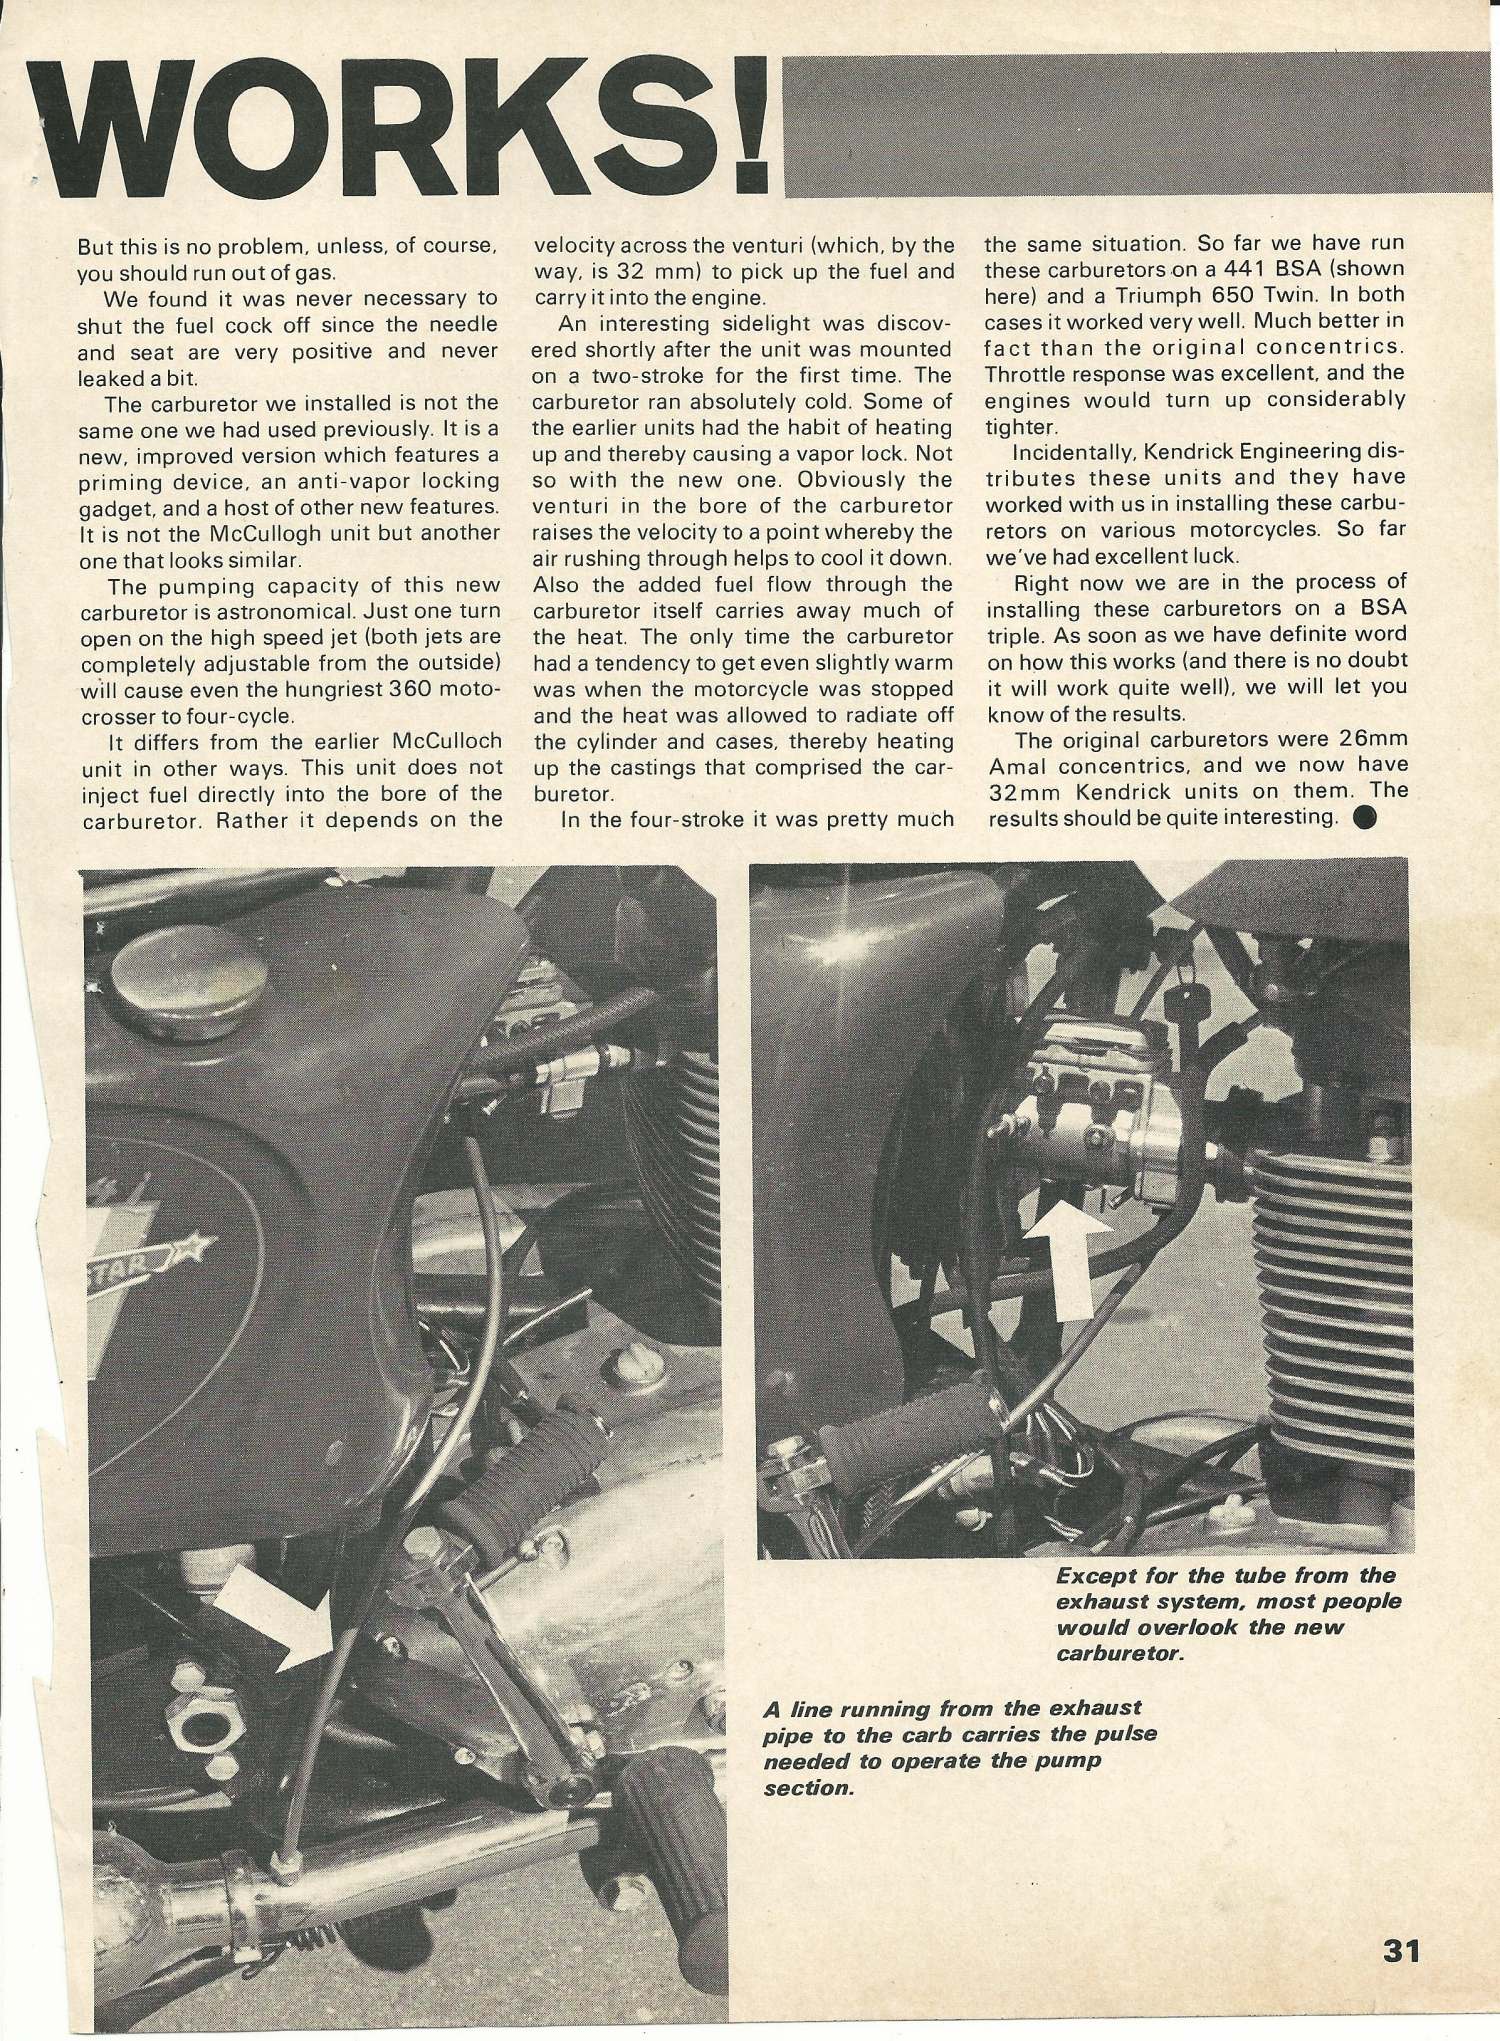 WORKS!
But this is no problem, unless, of course,
you should run out of gas.
We found it was never necessary to
shut the fuel cock off since the needle
and seat are very positive and never
leaked a bit.
The carburetor we installed is not the
same one we had used previously. It is a
new, improved version which features a
priming device, an anti-vapor locking
gadget, and a host of other new features.
It is not the McCullogh unit but another
one that looks similar.
The pumping capacity of this new
carburetor is astronomical. Just one turn
open on the high speed jet (both jets are
completely adjustable from the outside)
will cause even the hungriest 360 moto-
crosser to four-cycle.
It differs from the earlier McCulloch
unit in other ways. This unit does not
inject fuel directly into the bore of the
carburetor. Rather it depends on the
velocity across the venturi (which, by the
way, is 32 mm) to pick up the fuel and
carry it into the engine.
An interesting sidelight was discov-
ered shortly after the unit was mounted
on a two-stroke for the first time. The
carburetor ran absolutely cold. Some of
the earlier units had the habit of heating
up and thereby causing a vapor lock. Not
so with the new one. Obviously the
venturi in the bore of the carburetor
raises the velocity to a point whereby the
air rushing through helps to cool it down.
Also the added fuel flow through the
carburetor itself carries away much of
the heat. The only time the carburetor
had a tendency to get even slightly warm
was when the motorcycle was stopped
and the heat was allowed to radiate off
the cylinder and cases, thereby heating
up the castings that comprised the car-
buretor.
In the four-stroke it was pretty much
the same situation. So far we have run
these carburetors on a 441 BSA (shown
here) and a Triumph 650 Twin. In both
cases it worked very well. Much better in
fact than the original concentrics.
Throttle response was excellent, and the
engines would turn up considerably
tighter.
Incidentally, Kendrick Engineering dis-
tributes these units and they have
worked with us in installing these carbu-
retors on various motorcycles. So far
we've had excellent luck.
Right now we are in the process of
installing these carburetors on a BSA
triple. As soon as we have definite word
on how this works (and there is no doubt
it will work quite well), we will let you
know of the results.
The original carburetors were 26mm
Amal concentrics, and we now have
32mm Kendrick units on them. The
results should be quite interesting.
STAR
Except for the tube from the
exhaust system, most people
would overlook the new
carburetor.
A line running from the exhaust
pipe to the carb carries the pulse
needed to operate the pump
section.
31